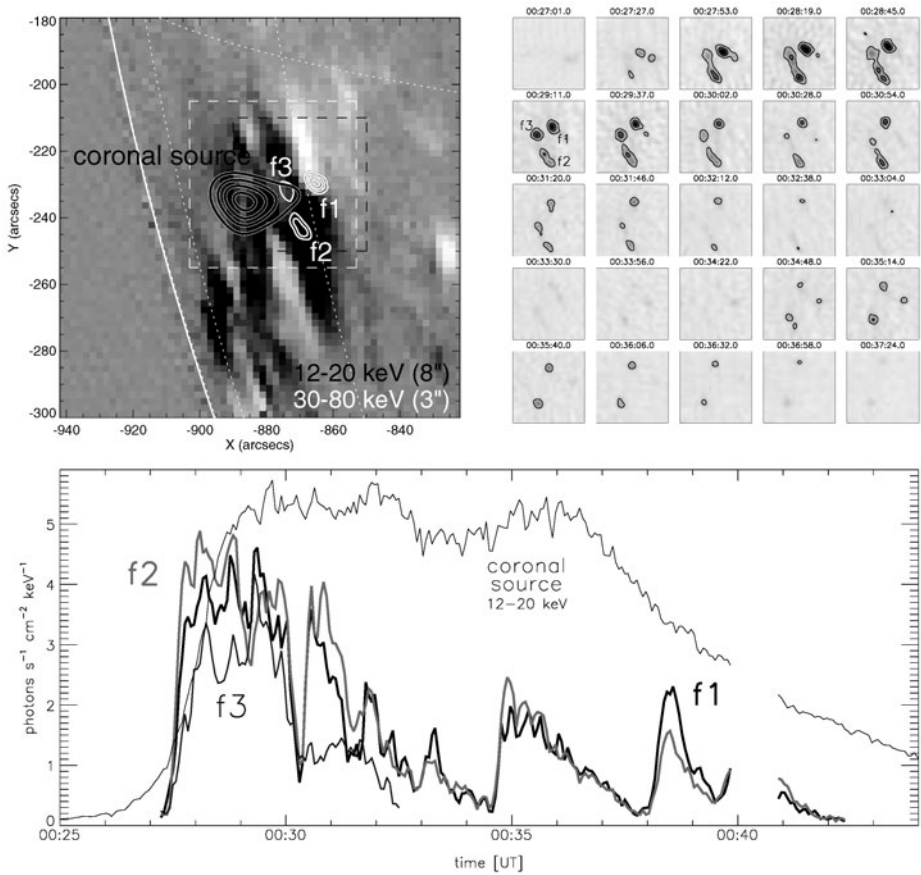 -180
-200
-220
-240
-260
-280
-300
Y (arcsecs)
coronal source
f3
f1
f2
12-20 keV (8")
30-80 keV (3")
-940 -920 -900 -880 -860 -840
X (arcsecs)
00:27:01.0 00:27:27.0 00:27:53.0 00:28:19.0 00:28:45.0
00:29:11.0 00:29:37.0 00:30:02.0 00:30:28.0 00:30:54.0
f3 f1
f2
00:31:20.0 00:31:46.0 00:32:12.0 00:32:38.0 00:33:04.0
00:33:30.0 00:33:56.0 00:34:22.0 00:34:48.0 00:35:14.0
00:35:40.0 00:36:06.0 00:36:32.0 00:36:58.0 00:37:24.0
5
4
3
2
1
0
photons s⁻¹ cm⁻² keV⁻¹
f2
f3
coronal
source
12-20 keV
f1
00:25 00:30 00:35 00:40
time [UT]